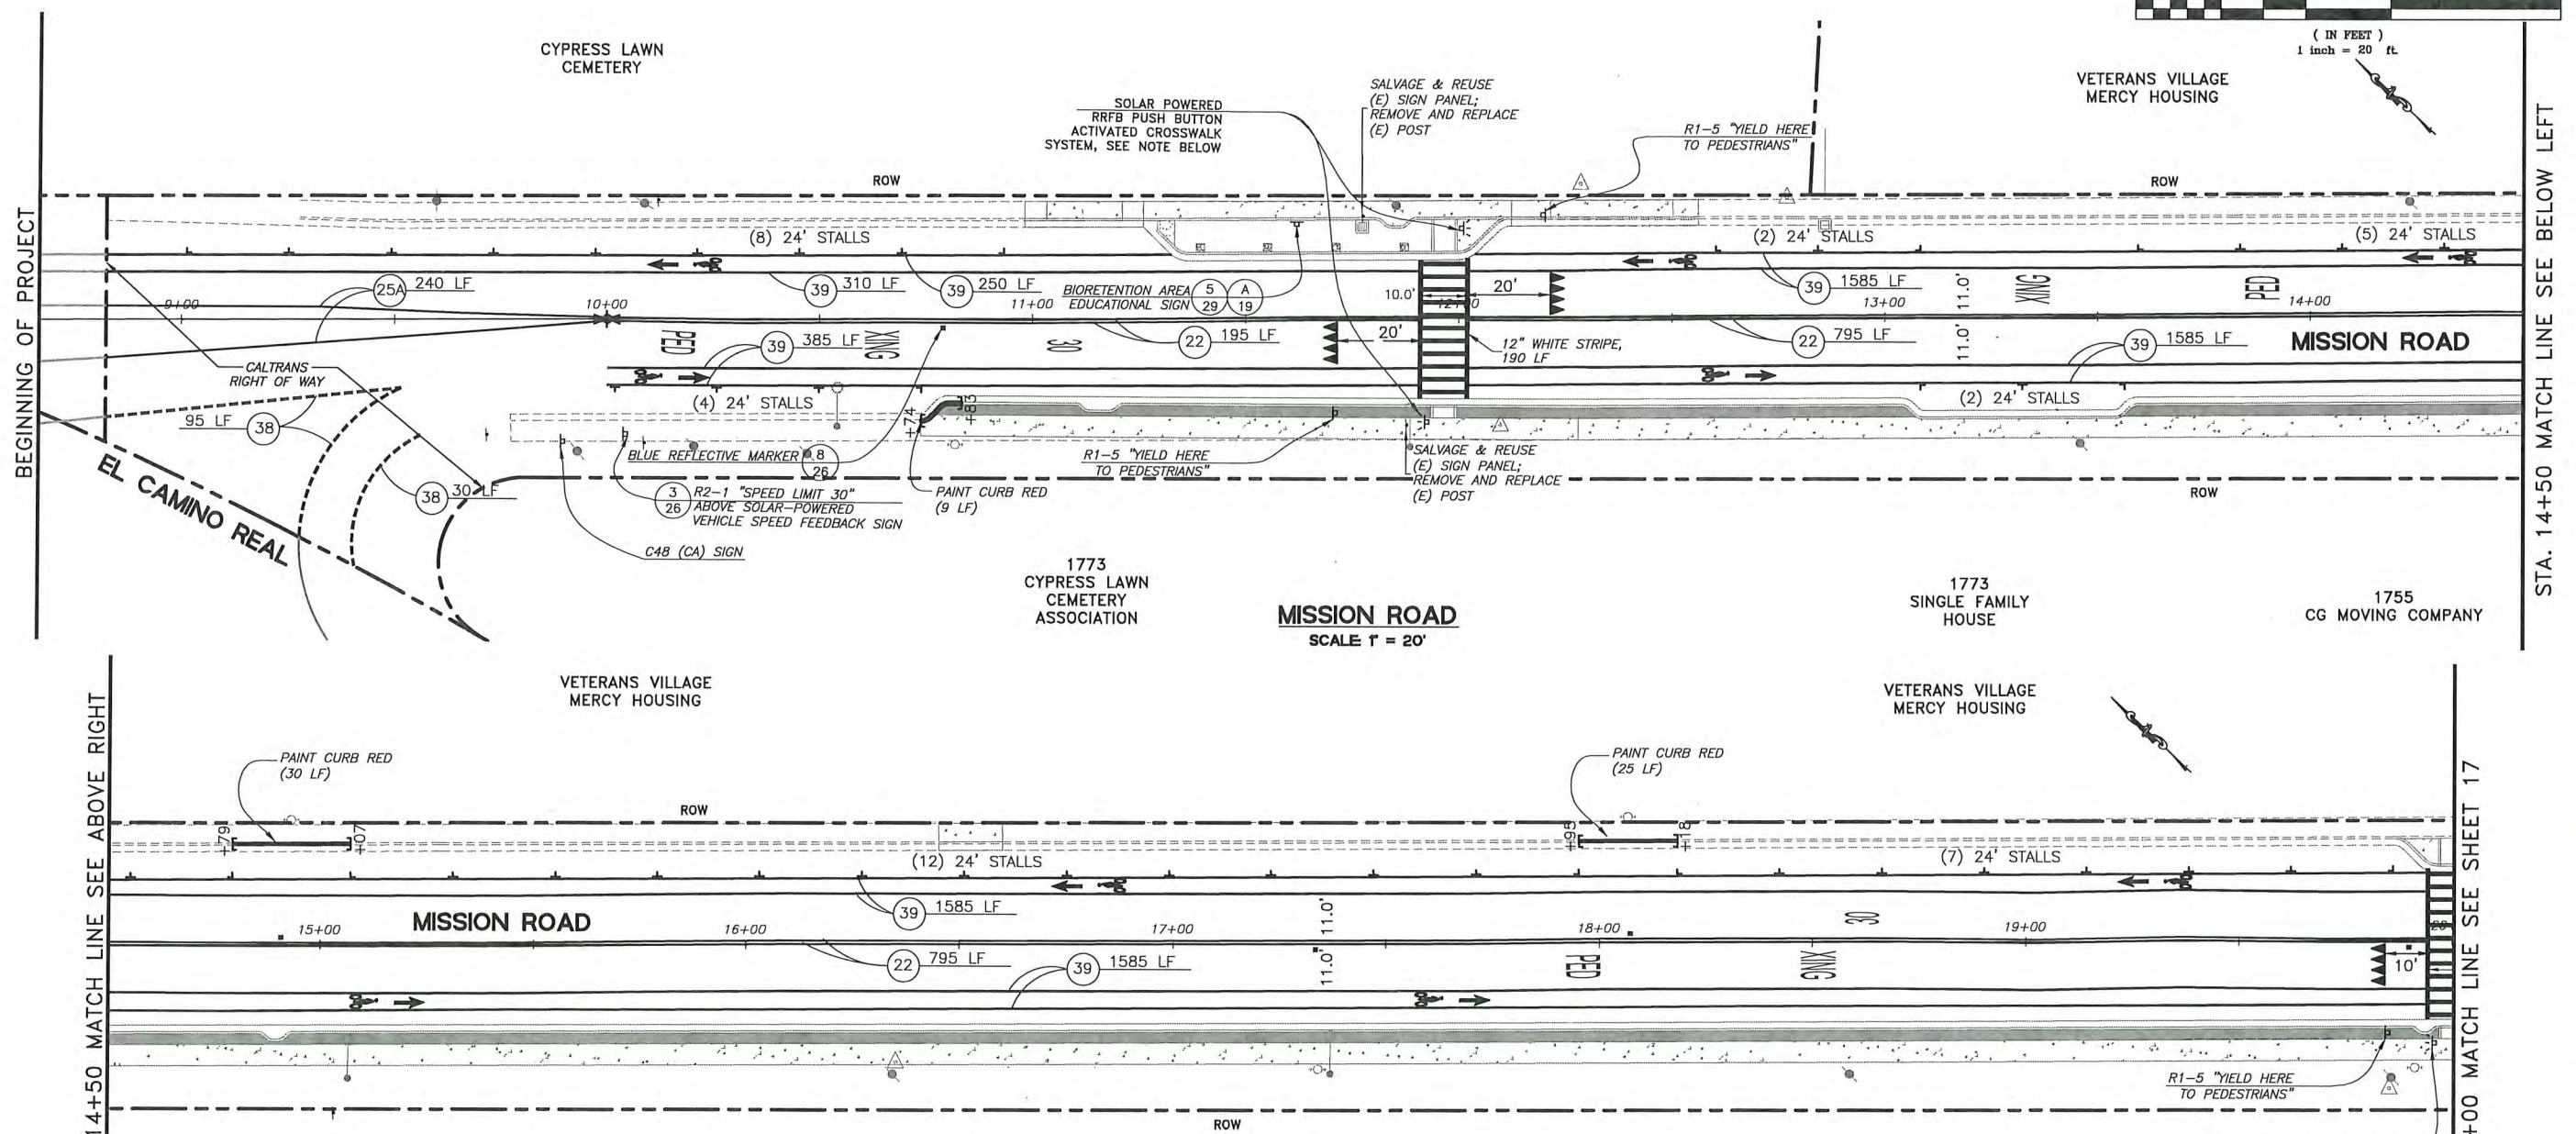 ( IN FEET )
1 inch = 20 ft.
CYPRESS LAWN
CEMETERY
VETERANS VILLAGE
MERCY HOUSING
SOLAR POWERED
RRFB PUSH BUTTON
ACTIVATED CROSSWALK
SYSTEM, SEE NOTE BELOW
SALVAGE & REUSE
(E) SIGN PANEL;
REMOVE AND REPLACE
(E) POST
R1-5 "YIELD HERE
TO PEDESTRIANS"
BEGINNING OF PROJECT
STA. 14+50 MATCH LINE SEE BELOW LEFT
ROW
ROW
(8) 24' STALLS
(2) 24' STALLS
(5) 24' STALLS
25A 240 LF
39 310 LF
39 250 LF
BIORETENTION AREA
EDUCATIONAL SIGN
5
29
A
19
10.0'
20'
39 1585 LF
11.0'
XING
PED
9+00
10+00
11+00
12+00
13+00
14+00
PED
39 385 LF
XING
30
22 195 LF
20'
12" WHITE STRIPE,
190 LF
22 795 LF
11.0'
39 1585 LF
MISSION ROAD
CALTRANS
RIGHT OF WAY
95 LF 38
(4) 24' STALLS
+74
+83
(2) 24' STALLS
EL CAMINO REAL
38 30 LF
BLUE REFLECTIVE MARKER
8
26
3
26
R2-1 "SPEED LIMIT 30"
ABOVE SOLAR-POWERED
VEHICLE SPEED FEEDBACK SIGN
PAINT CURB RED
(9 LF)
R1-5 "YIELD HERE
TO PEDESTRIANS"
SALVAGE & REUSE
(E) SIGN PANEL;
REMOVE AND REPLACE
(E) POST
ROW
C48 (CA) SIGN
1773
CYPRESS LAWN
CEMETERY
ASSOCIATION
MISSION ROAD
SCALE: 1" = 20'
1773
SINGLE FAMILY
HOUSE
1755
CG MOVING COMPANY
VETERANS VILLAGE
MERCY HOUSING
VETERANS VILLAGE
MERCY HOUSING
14+50 MATCH LINE SEE ABOVE RIGHT
+00 MATCH LINE SEE SHEET 17
PAINT CURB RED
(30 LF)
PAINT CURB RED
(25 LF)
ROW
+79
+07
+95
+18
(12) 24' STALLS
(7) 24' STALLS
39 1585 LF
MISSION ROAD
11.0'
30
15+00
16+00
17+00
18+00
19+00
20
22 795 LF
39 1585 LF
11.0'
PED
XING
10'
R1-5 "YIELD HERE
TO PEDESTRIANS"
ROW